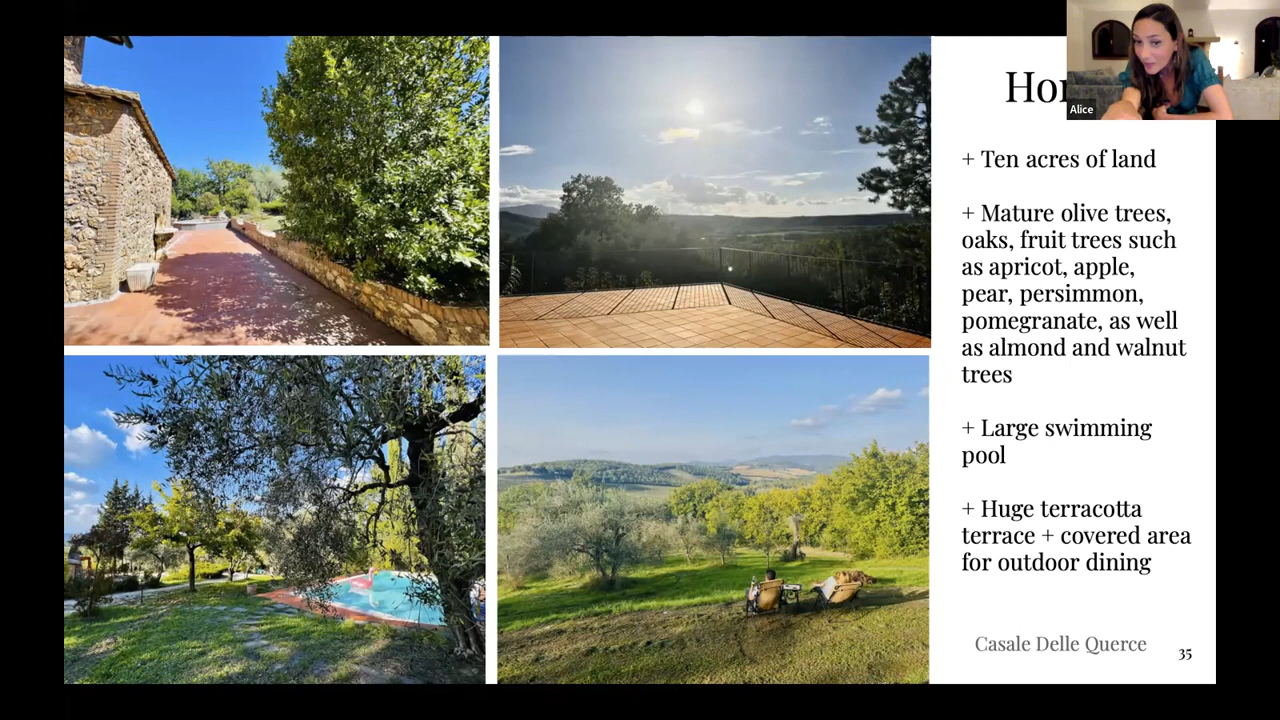 Alice
+ Ten acres of land
+ Mature olive trees,
oaks, fruit trees such
as apricot, apple,
pear, persimmon,
pomegranate, as well
as almond and walnut
trees
+ Large swimming
pool
+ Huge terracotta
terrace + covered area
for outdoor dining
Casale Delle Querce
35